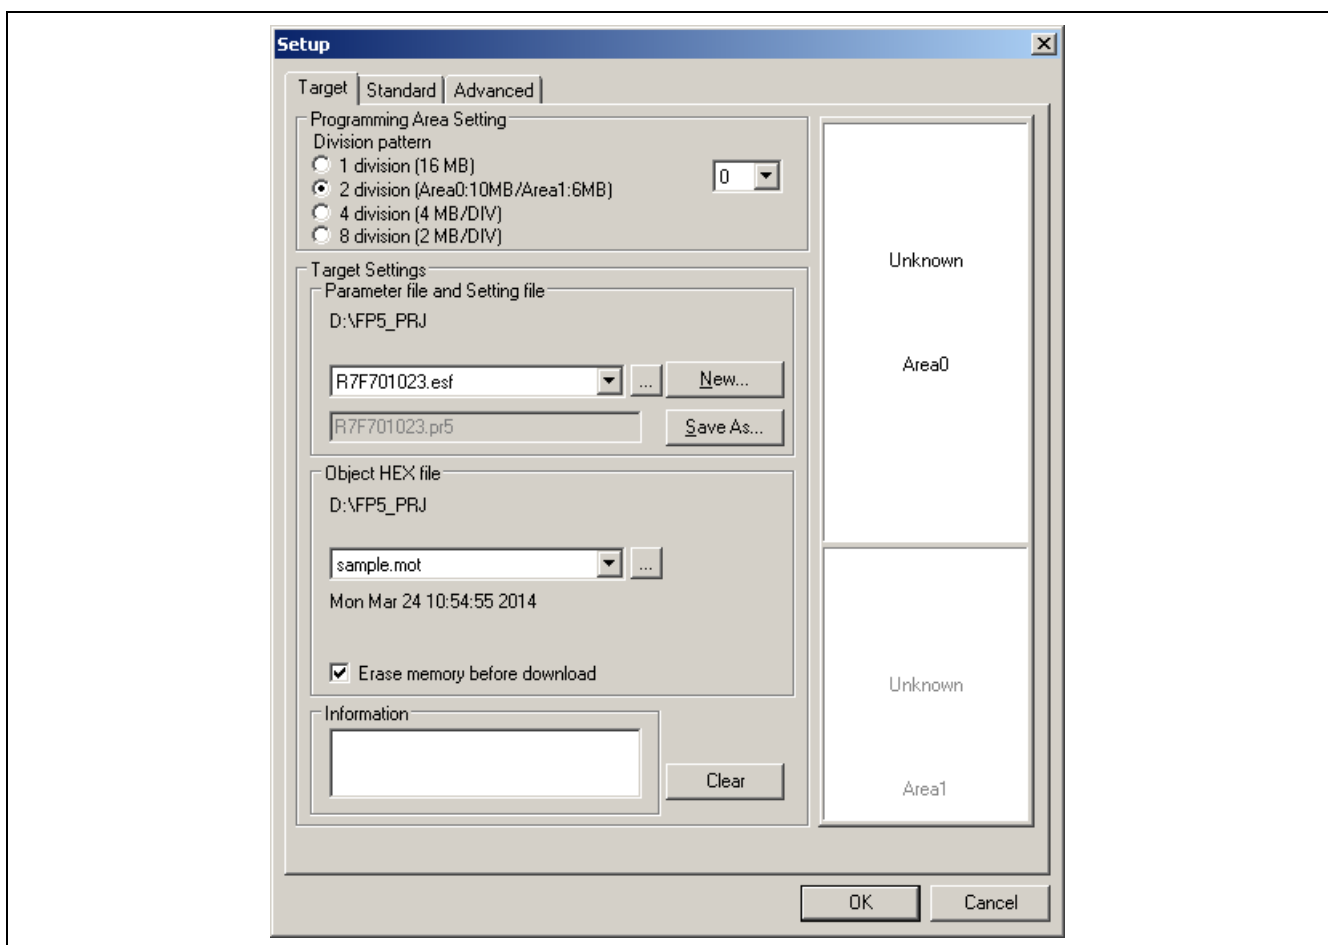 Setup
Target Standard Advanced
Programming Area Setting
Division pattern
1 division (16 MB)
2 division (Area0:10MB/Area1:6MB)
4 division (4 MB/DIV)
8 division (2 MB/DIV)
0
Target Settings
Parameter file and Setting file
D:\FP5_PRJ
R7F701023.esf ... New...
R7F701023.pr5 Save As...
Object HEX file
D:\FP5_PRJ
sample.mot ...
Mon Mar 24 10:54:55 2014
Erase memory before download
Information
Clear
Unknown
Area0
Unknown
Area1
OK Cancel